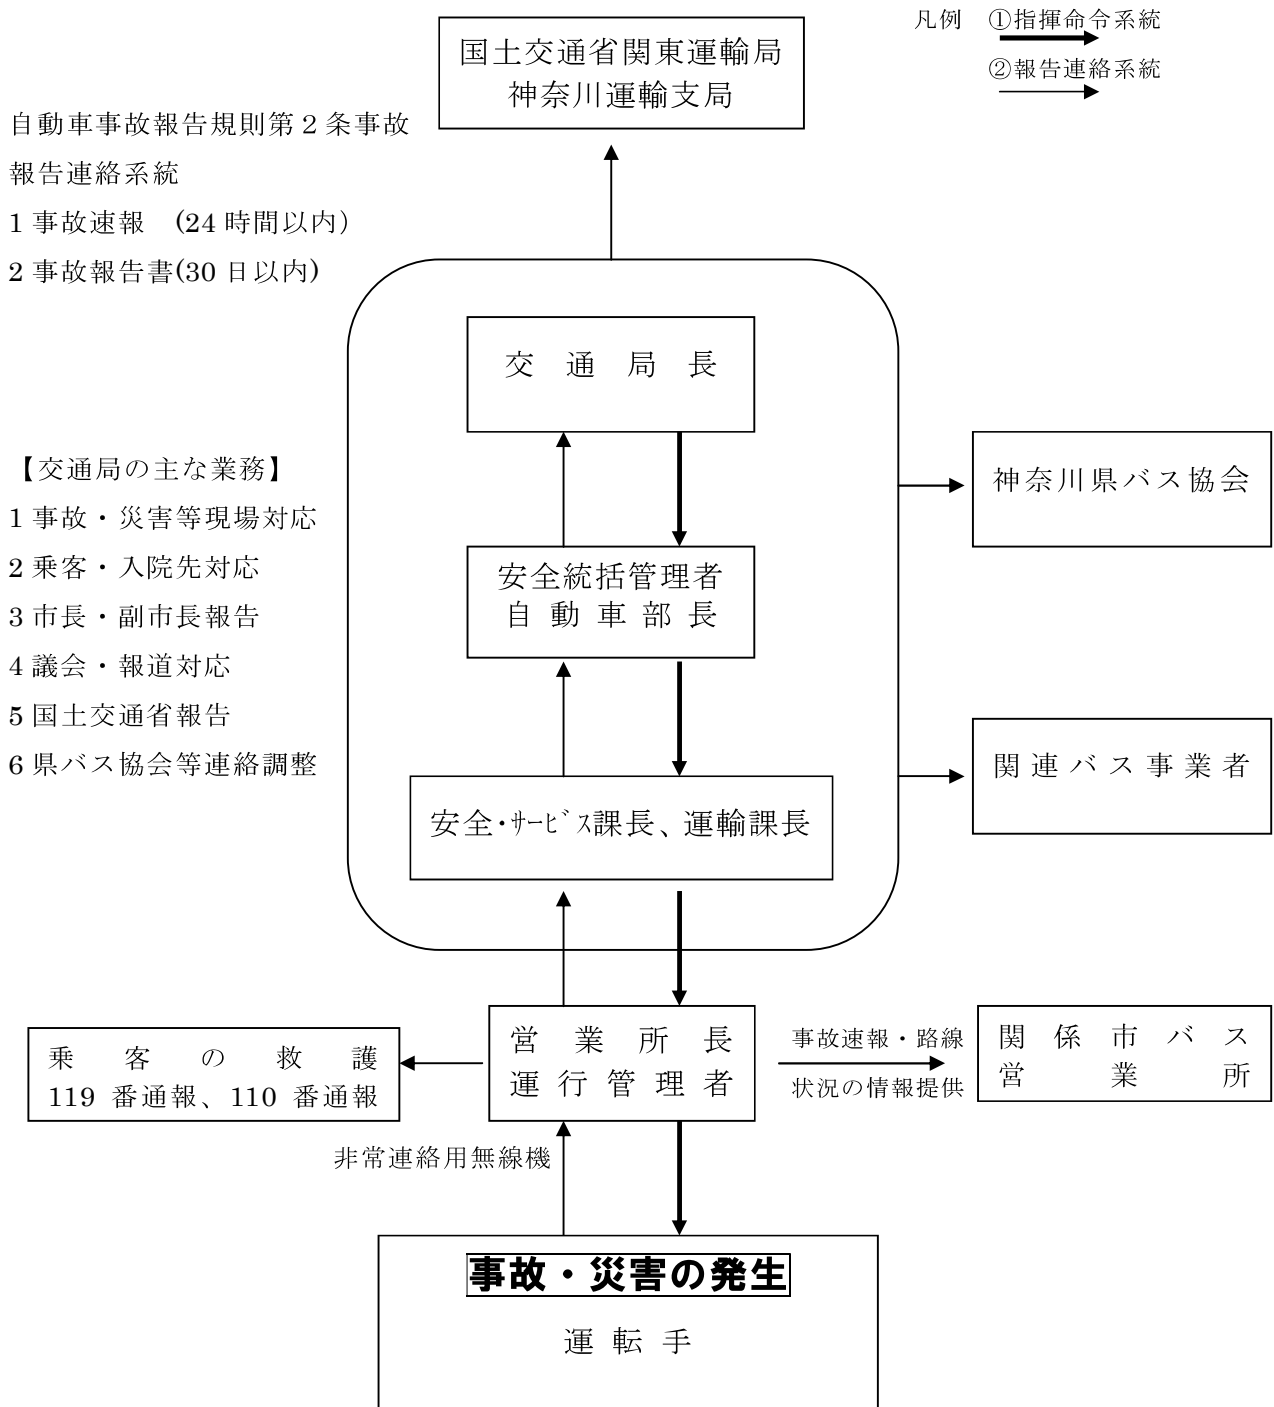 凡例 ①指揮命令系統
②報告連絡系統
国土交通省関東運輸局
神奈川運輸支局
自動車事故報告規則第2条事故
報告連絡系統
1 事故速報 (24 時間以内)
2 事故報告書(30 日以内)
交通局長
【交通局の主な業務】
1 事故・災害等現場対応
2 乗客・入院先対応
3 市長・副市長報告
4 議会・報道対応
5 国土交通省報告
6 県バス協会等連絡調整
神奈川県バス協会
安全統括管理者
自動車部長
関連バス事業者
安全・ｻｰﾋﾞｽ課長、運輸課長
営業所長
運行管理者
乗客の救護
119 番通報、110 番通報
事故速報・路線
状況の情報提供
関係市バス
営業所
非常連絡用無線機
事故・災害の発生
運転手